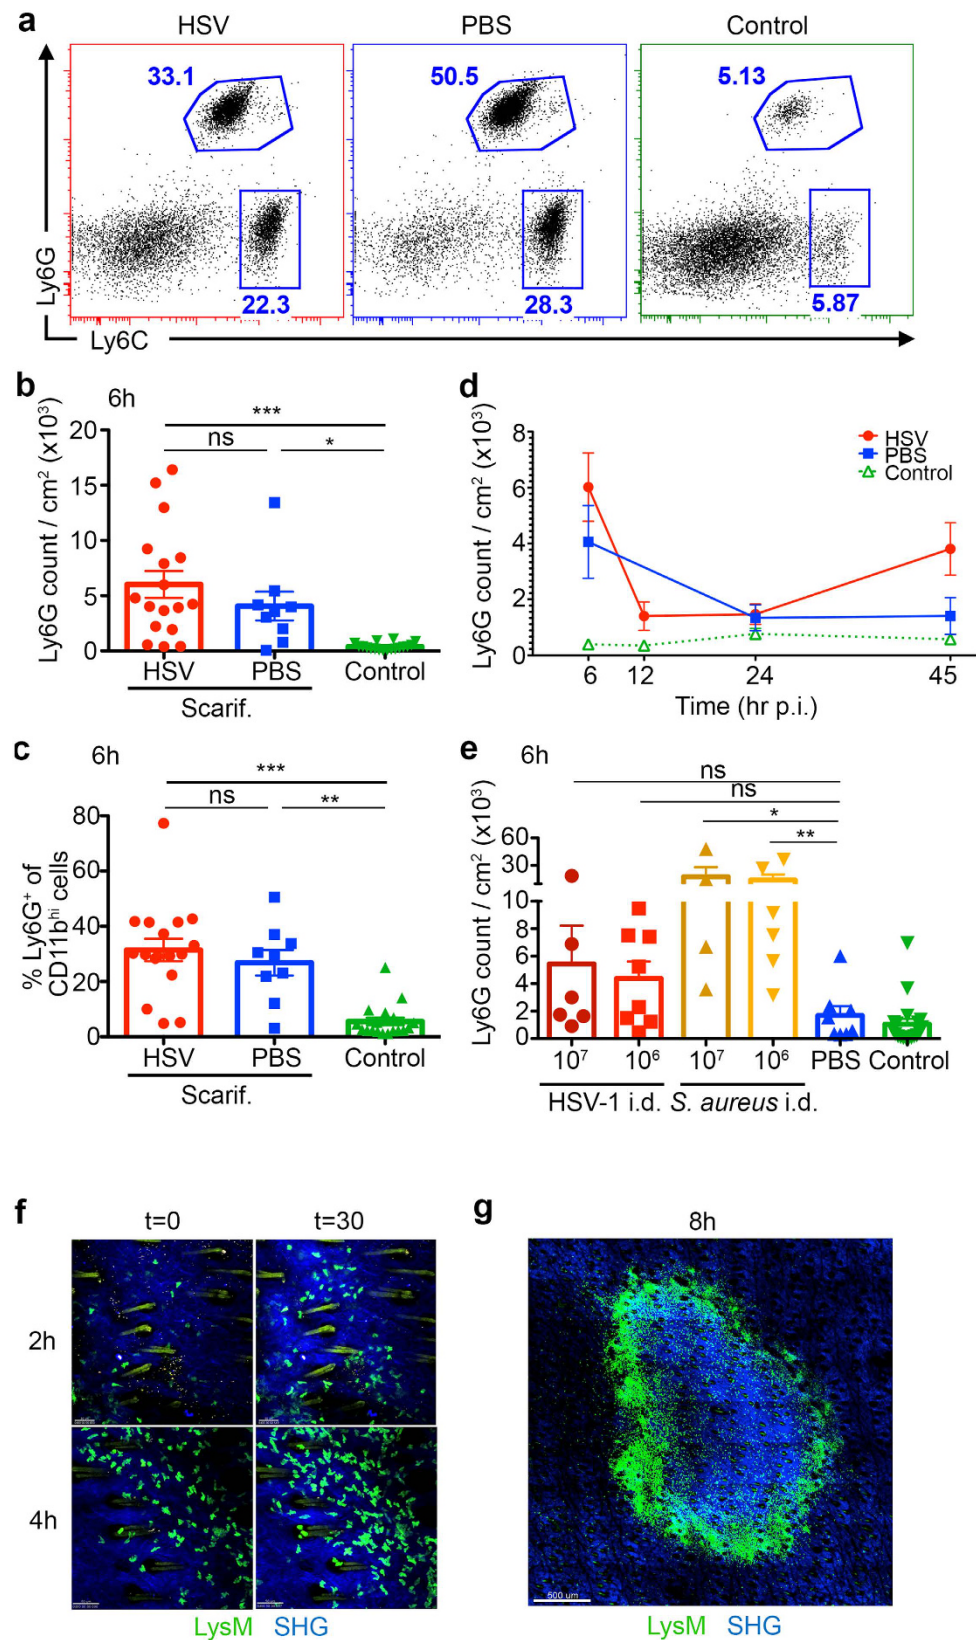 a
HSV PBS Control
33.1 50.5 5.13
22.3 28.3 5.87
Ly6G
Ly6C
b
6h
Ly6G count / cm² (x10³)
20
15
10
5
0
***
ns *
HSV PBS Control
Scarif.
d
Ly6G count / cm² (x10³)
8
6
4
2
0
HSV
PBS
Control
6 12 24 45
Time (hr p.i.)
c
6h
% Ly6G⁺ of
CD11bʰⁱ cells
80
60
40
20
0
***
ns **
HSV PBS Control
Scarif.
e
6h
Ly6G count / cm² (x10³)
60
30
10
8
6
4
2
0
ns
ns
*
**
10⁷ 10⁶ 10⁷ 10⁶ PBS Control
HSV-1 i.d. S. aureus i.d.
f
t=0 t=30
2h
4h
LysM SHG
g
8h
500 um
LysM SHG